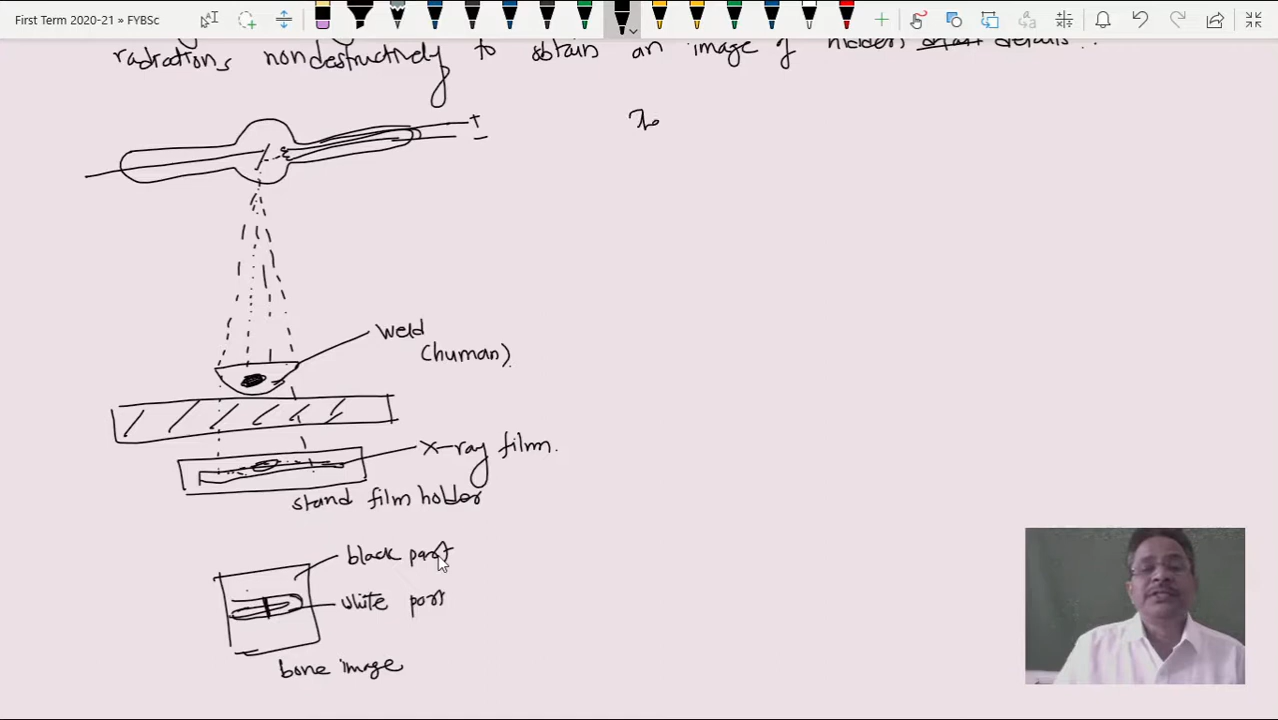 First Term 2020-21 » FYBSc
radiations nondestructively to obtain an image of hidden details..
+
The
−
weld
(human).
X-ray film.
stand film holder
black part
white part
bone image